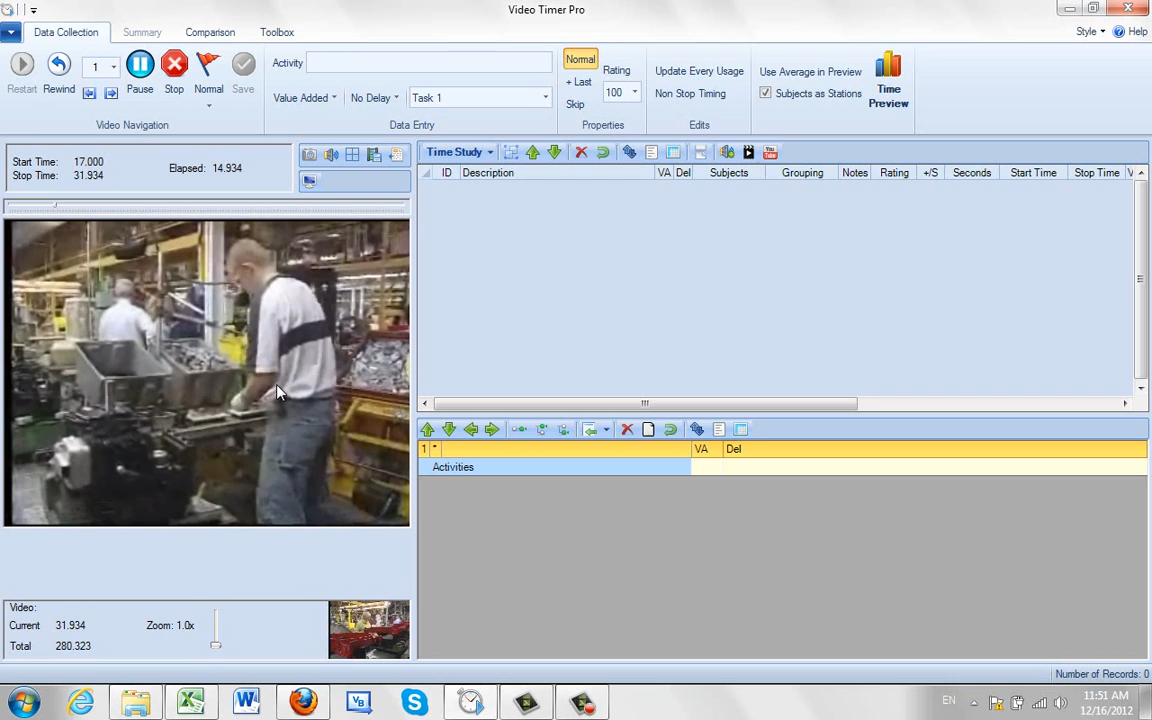 Video Timer Pro
Data Collection Summary Comparison Toolbox Style Help
Restart Rewind 1 Pause Stop Normal Save
Video Navigation
Activity
Value Added No Delay Task 1
Data Entry
Normal
+ Last
Skip
Rating
100
Properties
Update Every Usage
Non Stop Timing
Edits
Use Average in Preview
Subjects as Stations
Time
Preview
Start Time: 17.000
Stop Time: 31.934
Elapsed: 14.934
Time Study
You
Tube
ID Description VA Del Subjects Grouping Notes Rating +/S Seconds Start Time Stop Time V
1 * VA Del
Activities
Video:
Current 31.934
Total 280.323
Zoom: 1.0x
Number of Records: 0
EN
11:51 AM
12/16/2012